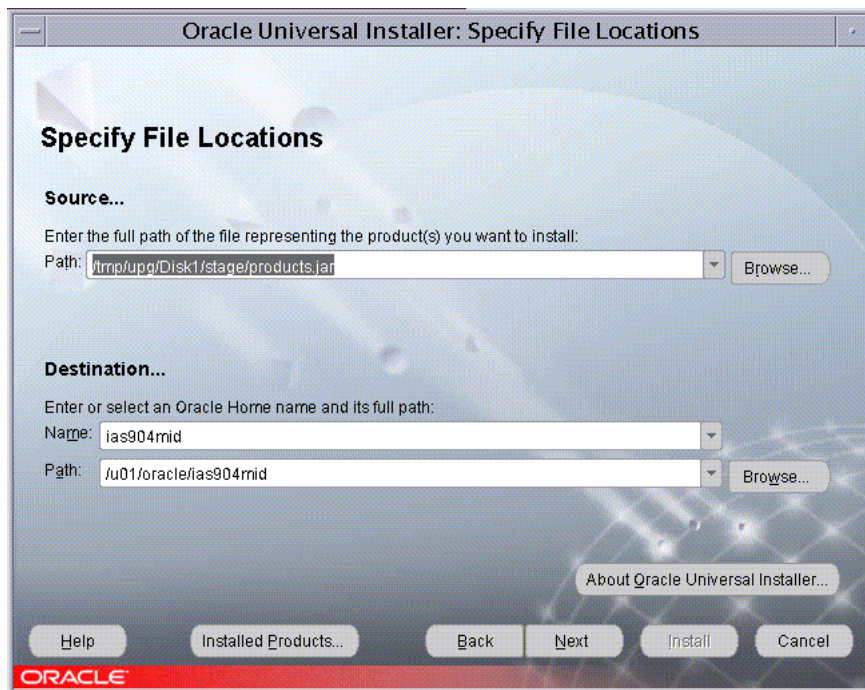 Oracle Universal Installer: Specify File Locations
Specify File Locations
Source...
Enter the full path of the file representing the product(s) you want to install:
Path: /tmp/upg/Disk1/stage/products.jar Browse...
Destination...
Enter or select an Oracle Home name and its full path:
Name: ias904mid
Path: /u01/oracle/ias904mid Browse...
About Oracle Universal Installer...
Help Installed Products... Back Next Install Cancel
ORACLE